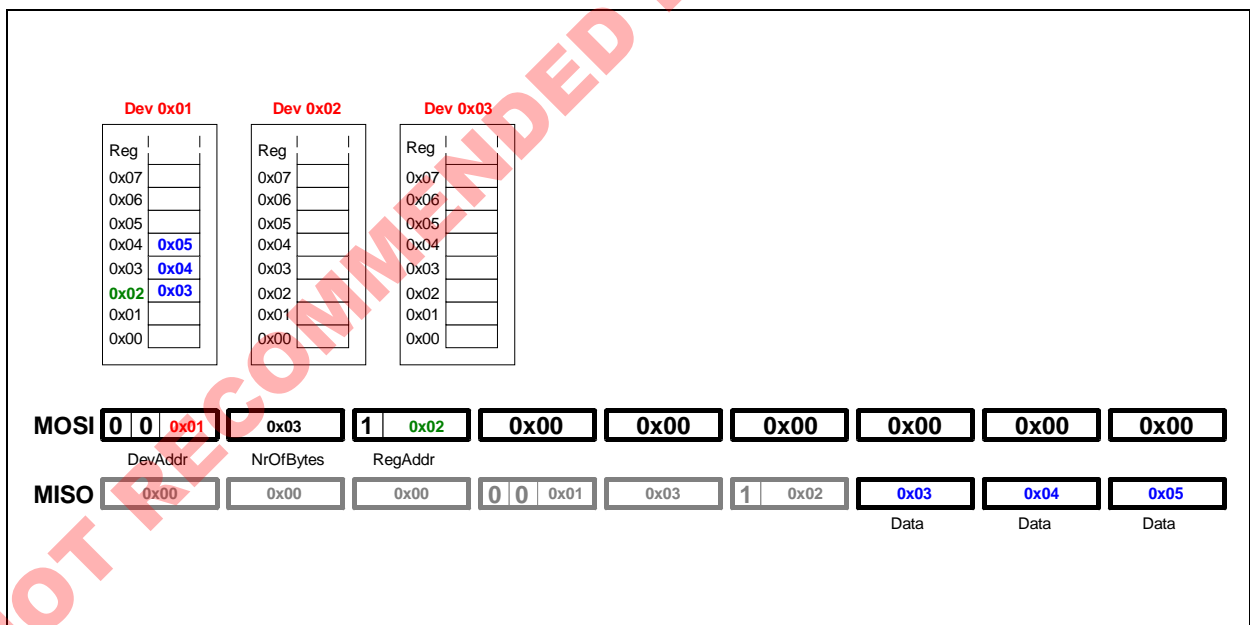 Dev 0x01 Dev 0x02 Dev 0x03
Reg Reg Reg
0x07 0x07 0x07
0x06 0x06 0x06
0x05 0x05 0x05
0x04 0x05 0x04 0x04
0x03 0x04 0x03 0x03
0x02 0x03 0x02 0x02
0x01 0x01 0x01
0x00 0x00 0x00
MOSI 0 0 0x01 0x03 1 0x02 0x00 0x00 0x00 0x00 0x00 0x00
DevAddr NrOfBytes RegAddr
MISO 0x00 0x00 0x00 0 0 0x01 0x03 1 0x02 0x03 0x04 0x05
Data Data Data
NOT RECOMMENDED